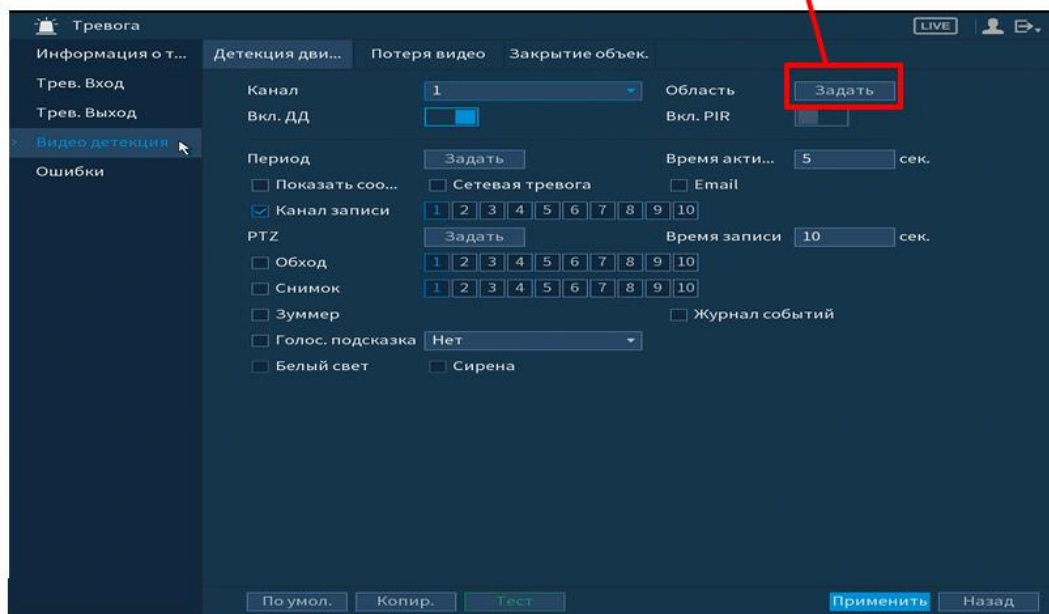 Тревога LIVE
Информация о т... Детекция дви... Потеря видео Закрытие объек.
Трев. Вход
Трев. Выход
Видео детекция
Ошибки
Канал 1 Область Задать
Вкл. ДД Вкл. PIR
Период Задать Время акти... 5 сек.
Показать соо... Сетевая тревога Email
Канал записи 1 2 3 4 5 6 7 8 9 10
PTZ Задать Время записи 10 сек.
Обход 1 2 3 4 5 6 7 8 9 10
Снимок 1 2 3 4 5 6 7 8 9 10
Зуммер Журнал событий
Голос. подсказка Нет
Белый свет Сирена
По умол. Копир. Тест Применить Назад